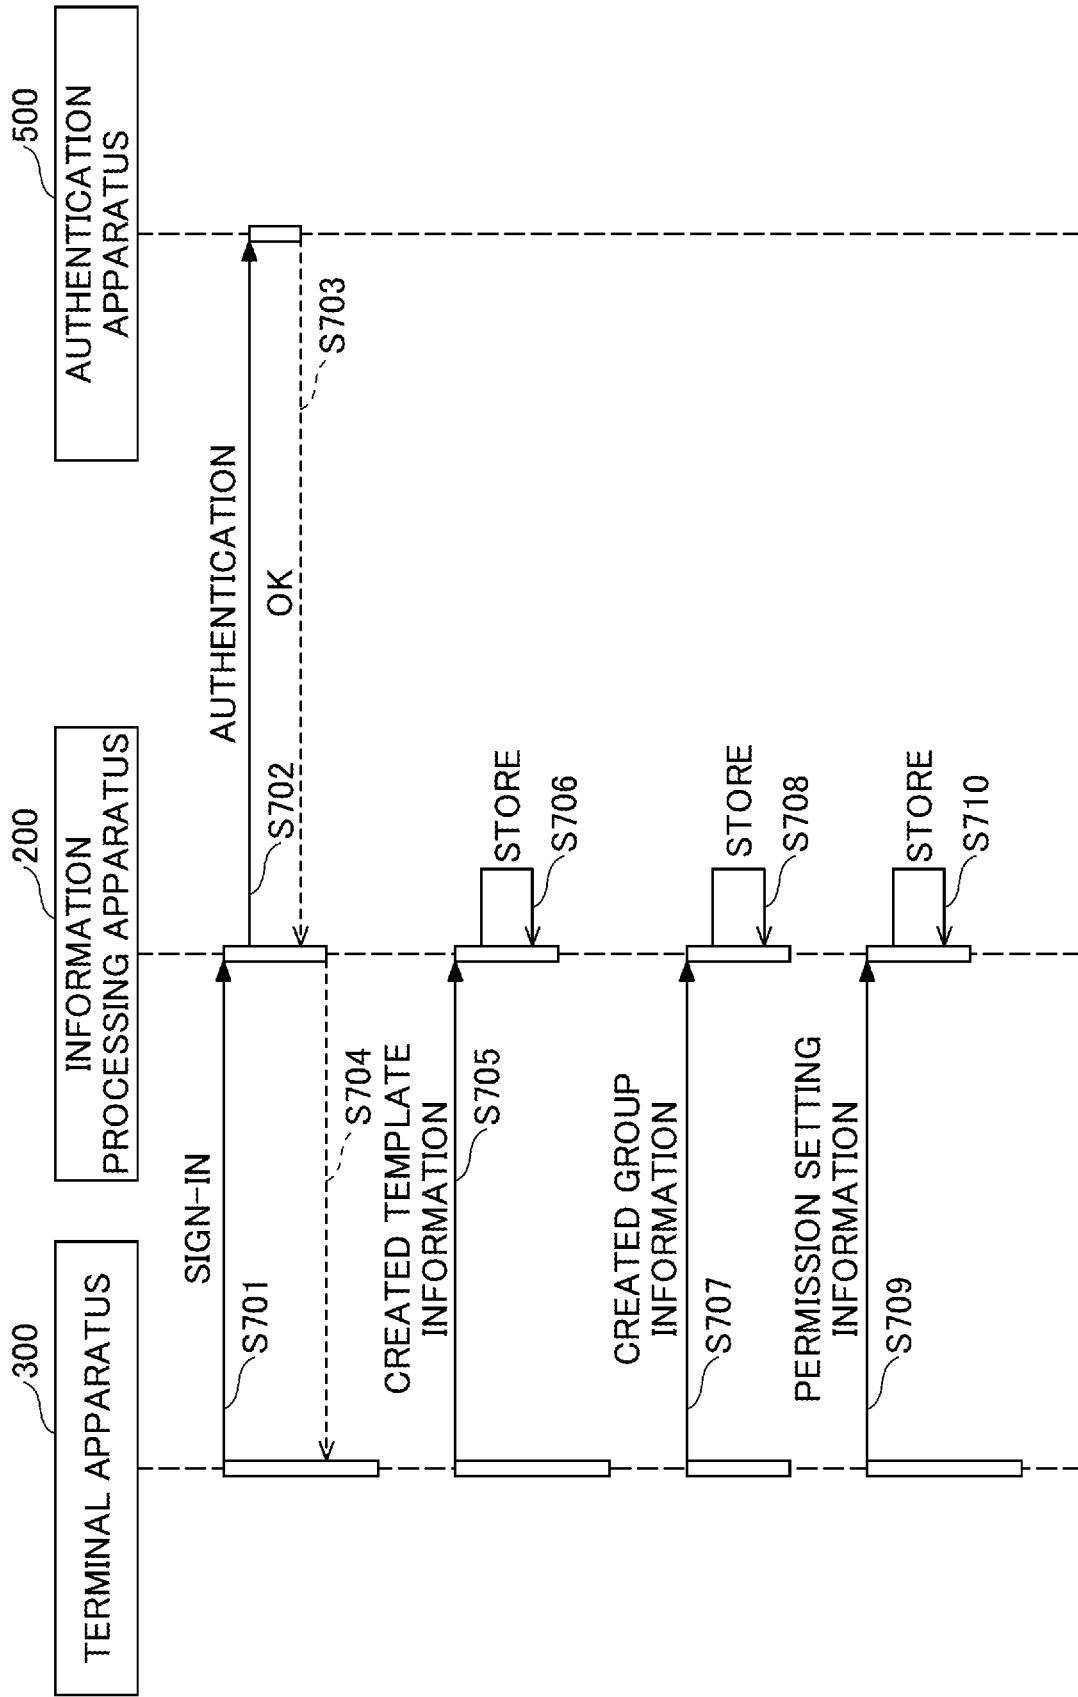 300
TERMINAL APPARATUS
200
INFORMATION
PROCESSING APPARATUS
500
AUTHENTICATION
APPARATUS
SIGN-IN
S701
AUTHENTICATION
S702
OK
S703
S704
CREATED TEMPLATE
INFORMATION
S705
STORE
S706
CREATED GROUP
INFORMATION
S707
STORE
S708
PERMISSION SETTING
INFORMATION
S709
STORE
S710